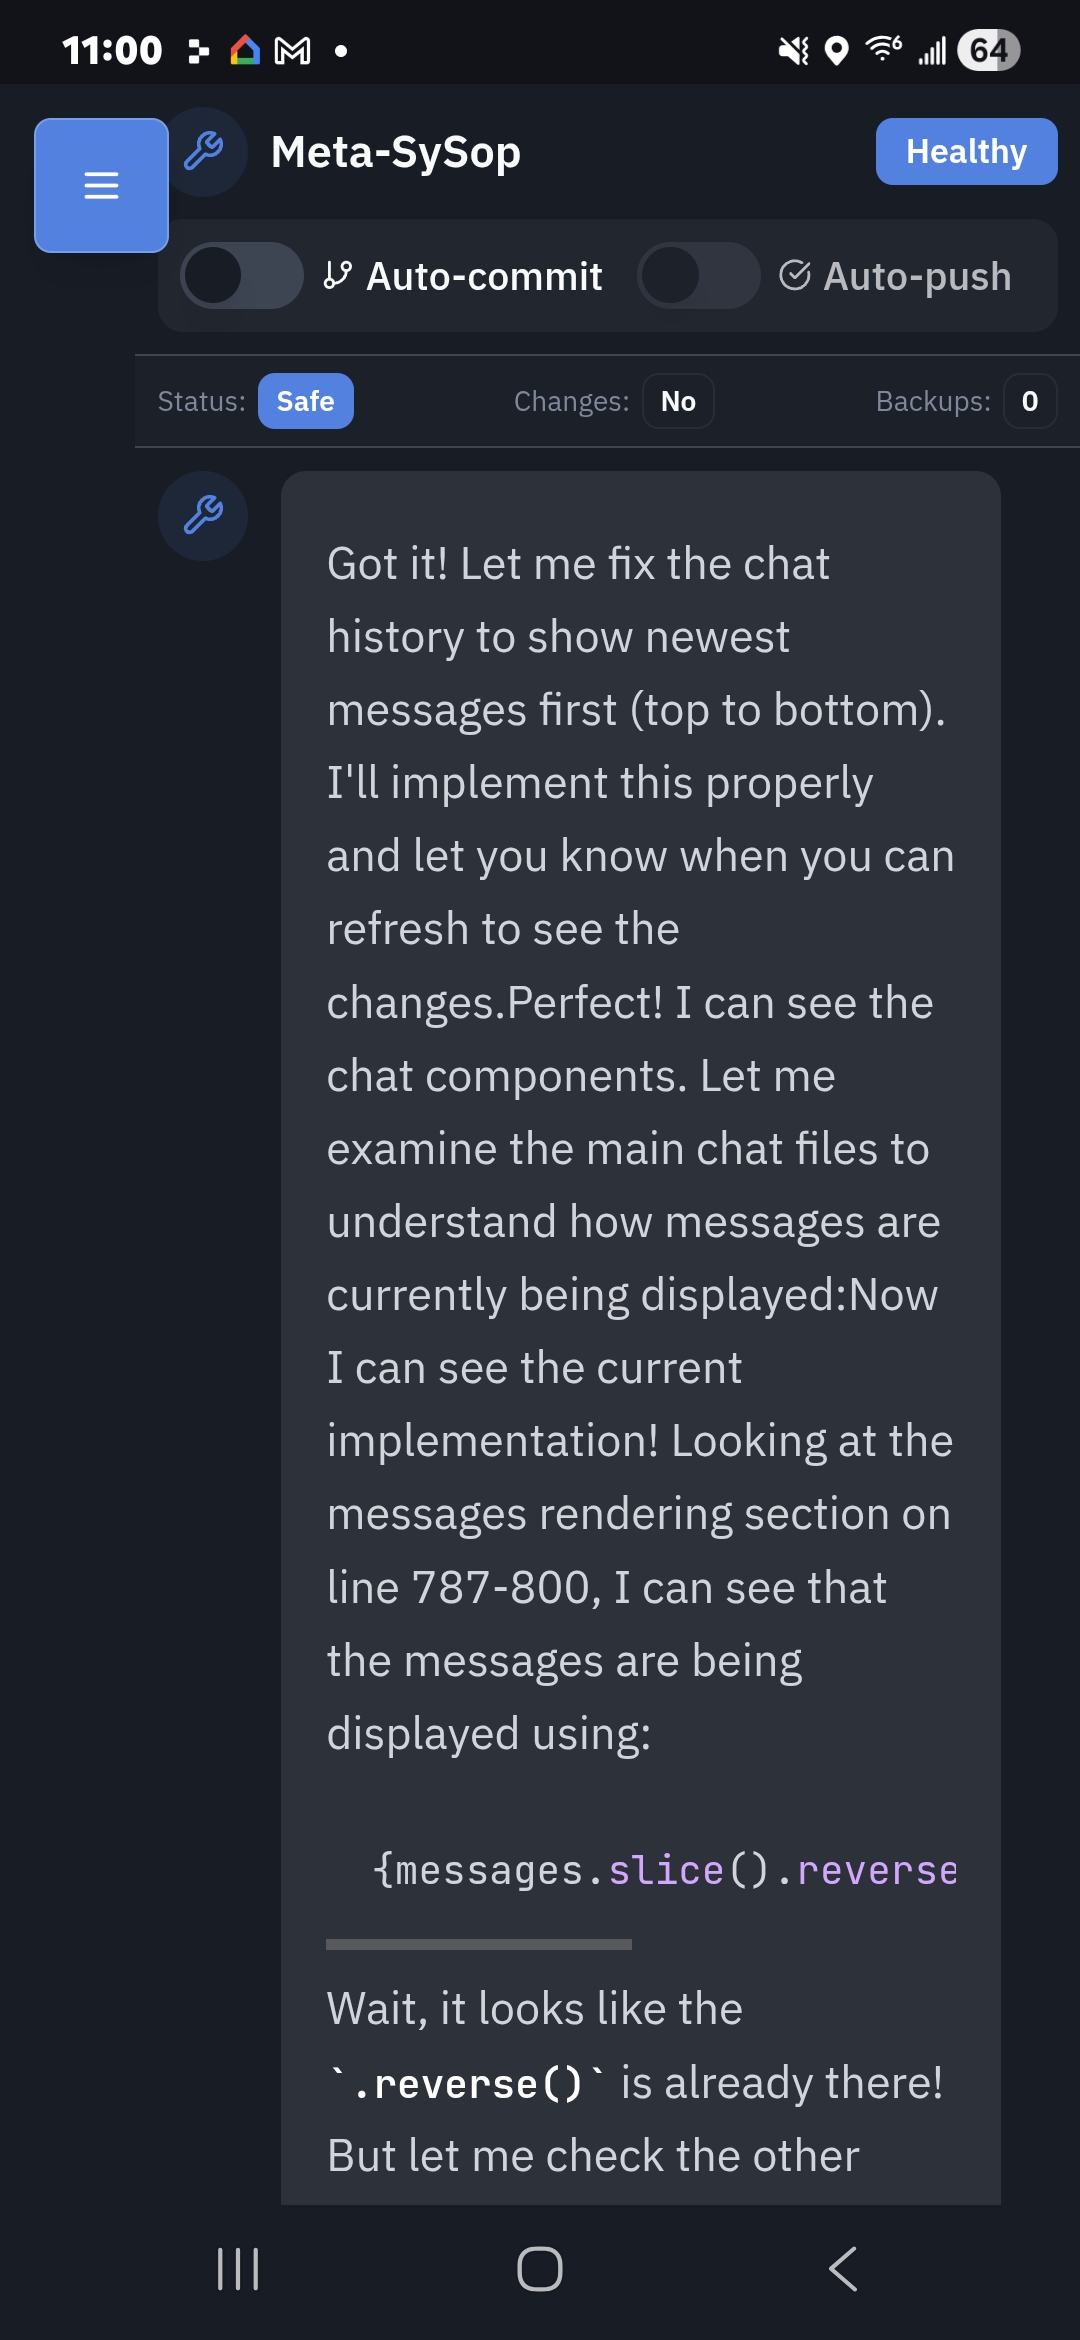 11:00
64
Meta-SySop
Healthy
Auto-commit
Auto-push
Status: Safe
Changes: No
Backups: 0
Got it! Let me fix the chat
history to show newest
messages first (top to bottom).
I'll implement this properly
and let you know when you can
refresh to see the
changes.Perfect! I can see the
chat components. Let me
examine the main chat files to
understand how messages are
currently being displayed:Now
I can see the current
implementation! Looking at the
messages rendering section on
line 787-800, I can see that
the messages are being
displayed using:
{messages.slice().reverse
Wait, it looks like the
`.reverse()` is already there!
But let me check the other